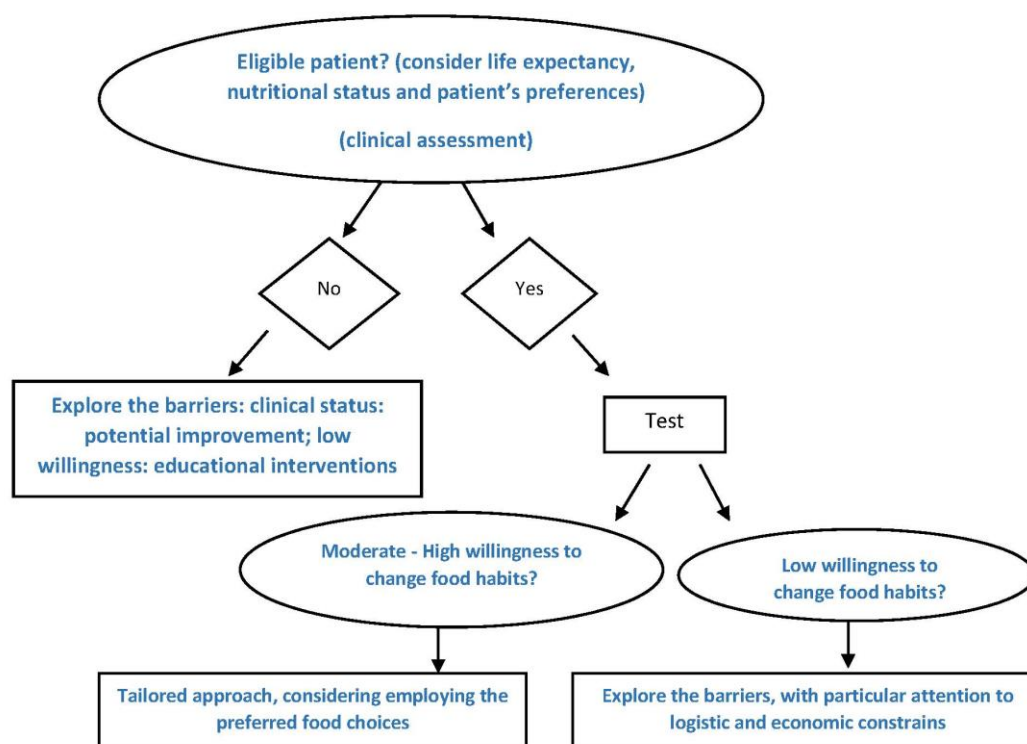 Eligible patient? (consider life expectancy,
nutritional status and patient’s preferences)
(clinical assessment)
No
Yes
Explore the barriers: clinical status:
potential improvement; low
willingness: educational interventions
Test
Moderate - High willingness to
change food habits?
Low willingness to
change food habits?
Tailored approach, considering employing the
preferred food choices
Explore the barriers, with particular attention to
logistic and economic constrains